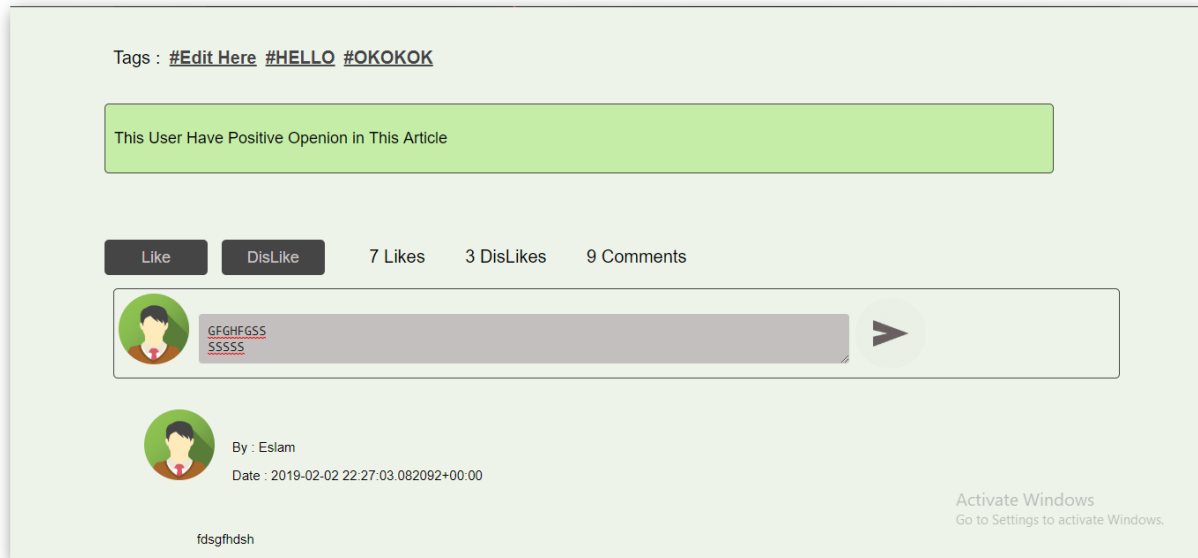 Tags : #Edit Here #HELLO #OKOKOK
This User Have Positive Openion in This Article
Like DisLike 7 Likes 3 DisLikes 9 Comments
GFGHFGSS
SSSSS
By : Eslam
Date : 2019-02-02 22:27:03.082092+00:00
Activate Windows
Go to Settings to activate Windows.
fdsgfhdsh